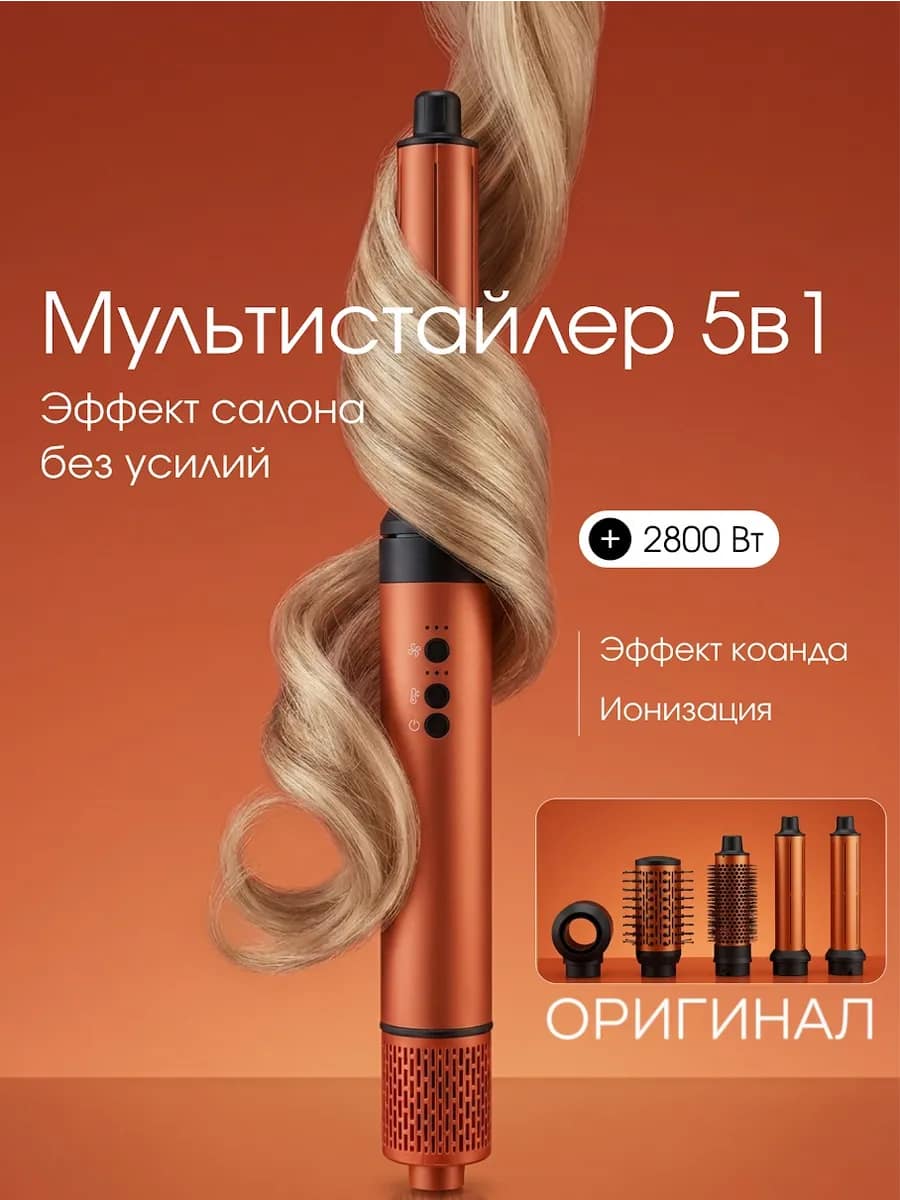 Мультистайлер 5в1
Эффект салона
без усилий
+ 2800 Вт
Эффект коанда
Ионизация
ОРИГИНАЛ